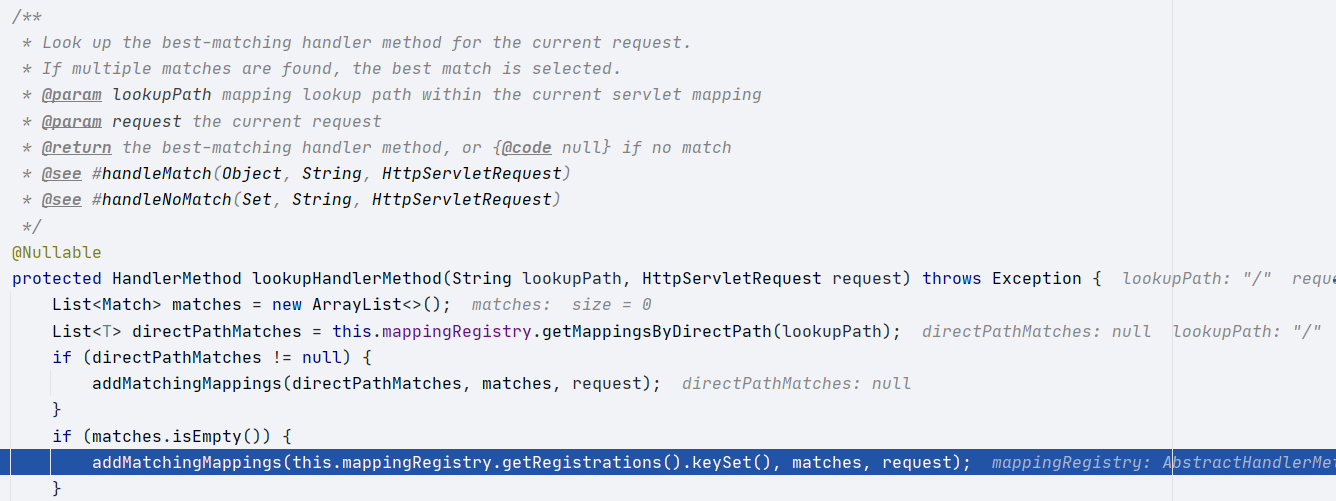 /**
 * Look up the best-matching handler method for the current request.
 * If multiple matches are found, the best match is selected.
 * @param lookupPath mapping lookup path within the current servlet mapping
 * @param request the current request
 * @return the best-matching handler method, or {@code null} if no match
 * @see #handleMatch(Object, String, HttpServletRequest)
 * @see #handleNoMatch(Set, String, HttpServletRequest)
 */
@Nullable
protected HandlerMethod lookupHandlerMethod(String lookupPath, HttpServletRequest request) throws Exception {  lookupPath: "/"
    List<Match> matches = new ArrayList<>();  matches:  size = 0
    List<T> directPathMatches = this.mappingRegistry.getMappingsByDirectPath(lookupPath);  directPathMatches: null  lookupPath: "/"
    if (directPathMatches != null) {
        addMatchingMappings(directPathMatches, matches, request);  directPathMatches: null
    }
    if (matches.isEmpty()) {
        addMatchingMappings(this.mappingRegistry.getRegistrations().keySet(), matches, request);  mappingRegistry:
    }